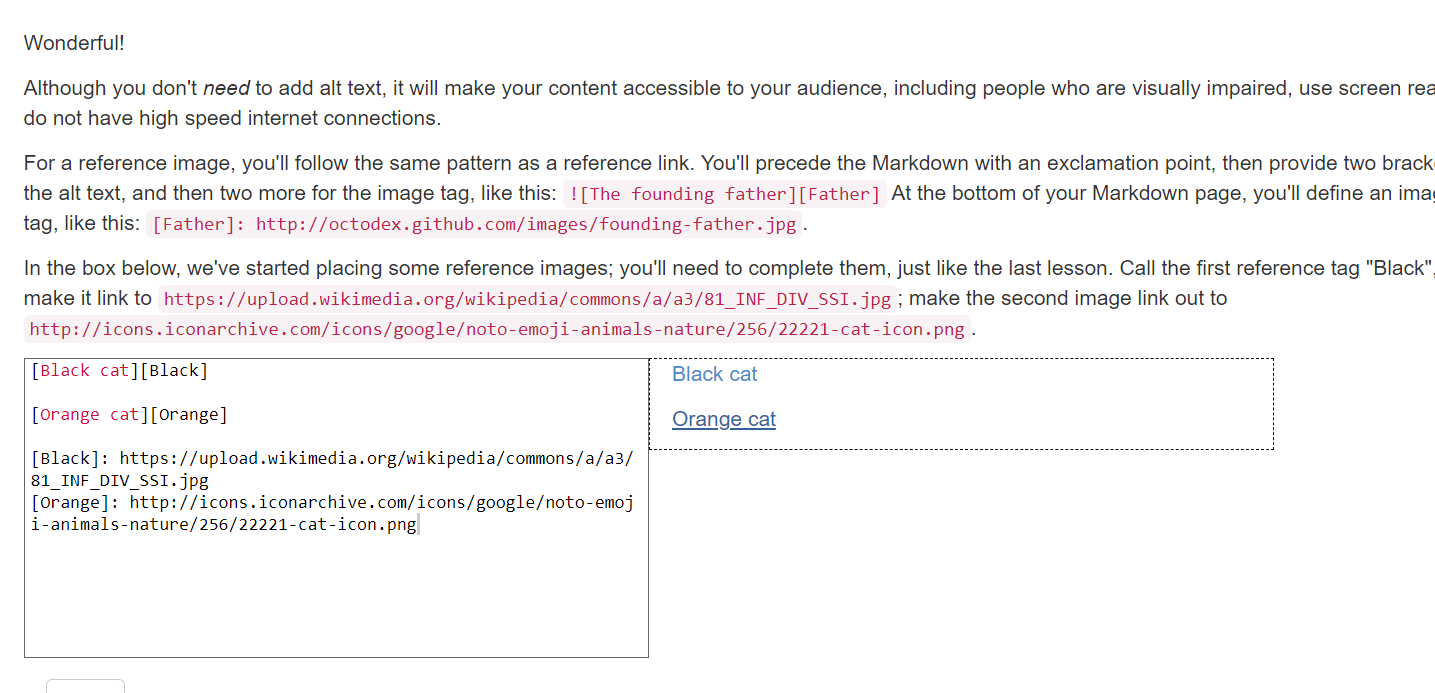 Wonderful!
Although you don't need to add alt text, it will make your content accessible to your audience, including people who are visually impaired, use screen
do not have high speed internet connections.
For a reference image, you'll follow the same pattern as a reference link. You'll precede the Markdown with an exclamation point, then provide two
the alt text, and then two more for the image tag, like this: ![The founding father][Father] At the bottom of your Markdown page, you'll define an
tag, like this: [Father]: http://octodex.github.com/images/founding-father.jpg .
In the box below, we've started placing some reference images; you'll need to complete them, just like the last lesson. Call the first reference tag "Black",
make it link to https://upload.wikimedia.org/wikipedia/commons/a/a3/81_INF_DIV_SSI.jpg ; make the second image link out to
http://icons.iconarchive.com/icons/google/noto-emoji-animals-nature/256/22221-cat-icon.png .
[Black cat][Black]
[Orange cat][Orange]
[Black]: https://upload.wikimedia.org/wikipedia/commons/a/a3/
81_INF_DIV_SSI.jpg
[Orange]: http://icons.iconarchive.com/icons/google/noto-emoj
i-animals-nature/256/22221-cat-icon.png
Black cat
Orange cat